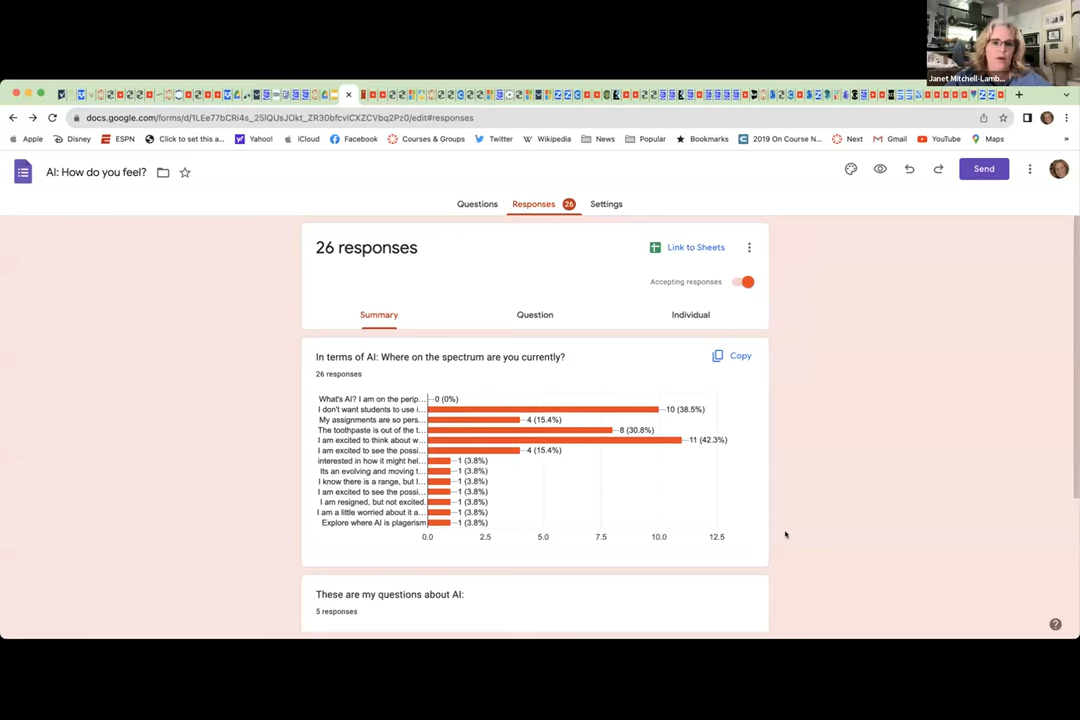 Janet Mitchell-Lamb...
docs.google.com/forms/d/1LEe77bCRi4s_25lQUsJOkt_ZR30bfcviCXZCVbq2Pz0/edit#responses
Apple Disney ESPN Click to set this a... Yahoo! iCloud Facebook Courses & Groups Twitter Wikipedia News Popular Bookmarks 2019 On Course N... Next Gmail YouTube Maps »
AI: How do you feel? Send
Questions Responses 26 Settings
26 responses Link to Sheets
Accepting responses
Summary Question Individual
In terms of AI: Where on the spectrum are you currently? Copy
26 responses
What's AI? I am on the perip... 0 (0%)
I don't want students to use i... 10 (38.5%)
My assignments are so pers... 4 (15.4%)
The toothpaste is out of the t... 8 (30.8%)
I am excited to think about w... 11 (42.3%)
I am excited to see the possi... 4 (15.4%)
interested in how it might hel... 1 (3.8%)
Its an evolving and moving t... 1 (3.8%)
I know there is a range, but I... 1 (3.8%)
I am excited to see the possi... 1 (3.8%)
I am resigned, but not excited. 1 (3.8%)
I am a little worried about it a... 1 (3.8%)
Explore where AI is plagerism 1 (3.8%)
0.0 2.5 5.0 7.5 10.0 12.5
These are my questions about AI:
5 responses